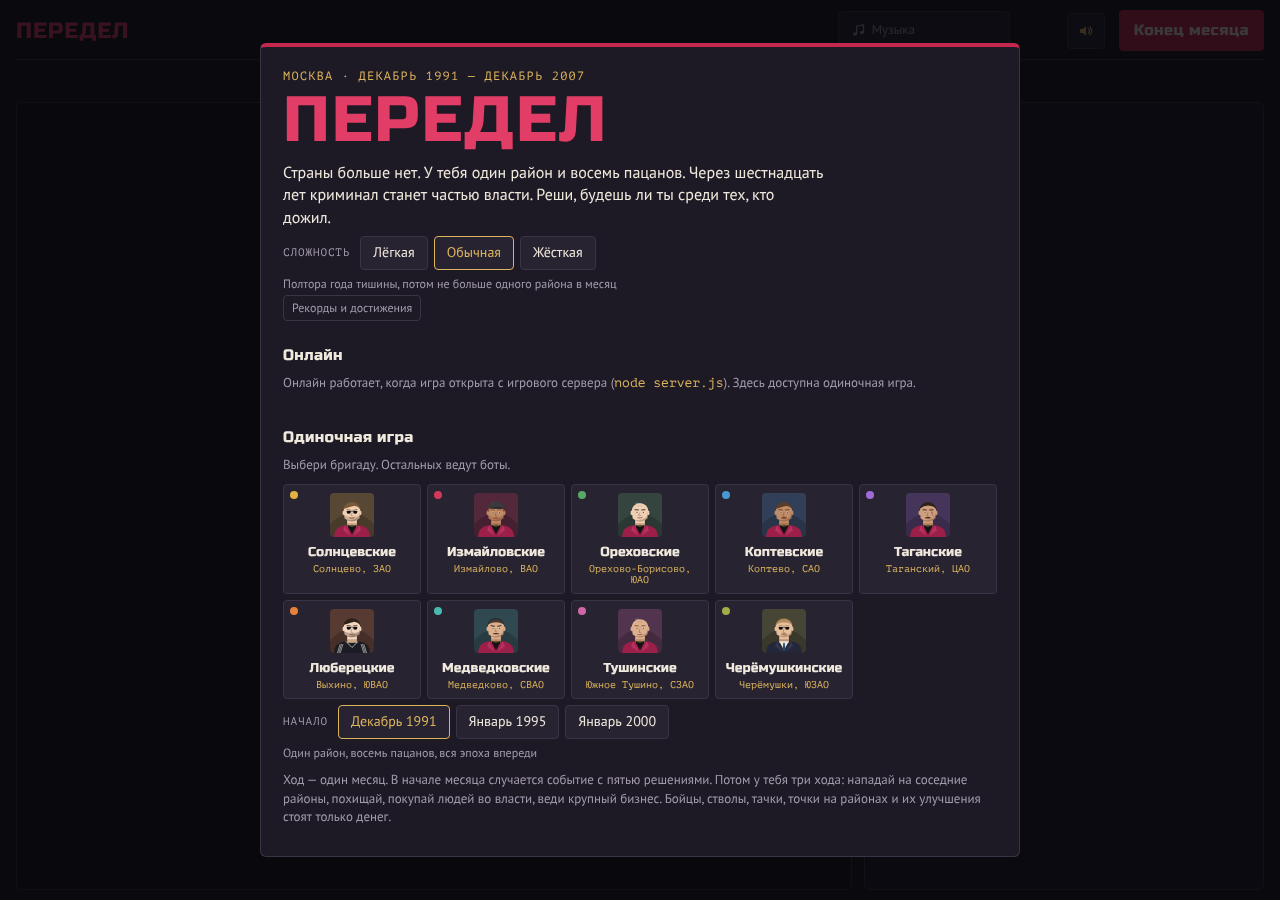 ПЕРЕДЕЛ
Музыка
Конец месяца
МОСКВА · ДЕКАБРЬ 1991 — ДЕКАБРЬ 2007
ПЕРЕДЕЛ
Страны больше нет. У тебя один район и восемь пацанов. Через шестнадцать
лет криминал станет частью власти. Реши, будешь ли ты среди тех, кто
дожил.
СЛОЖНОСТЬ Лёгкая Обычная Жёсткая
Полтора года тишины, потом не больше одного района в месяц
Рекорды и достижения
Онлайн
Онлайн работает, когда игра открыта с игрового сервера (node server.js). Здесь доступна одиночная игра.
Одиночная игра
Выбери бригаду. Остальных ведут боты.
Солнцевские
Солнцево, ЗАО
Измайловские
Измайлово, ВАО
Ореховские
Орехово-Борисово,
ЮАО
Коптевские
Коптево, САО
Таганские
Таганский, ЦАО
Люберецкие
Выхино, ЮВАО
Медведковские
Медведково, СВАО
Тушинские
Южное Тушино, СЗАО
Черёмушкинские
Черёмушки, ЮЗАО
НАЧАЛО Декабрь 1991 Январь 1995 Январь 2000
Один район, восемь пацанов, вся эпоха впереди
Ход — один месяц. В начале месяца случается событие с пятью решениями. Потом у тебя три хода: нападай на соседние
районы, похищай, покупай людей во власти, веди крупный бизнес. Бойцы, стволы, тачки, точки на районах и их улучшения
стоят только денег.